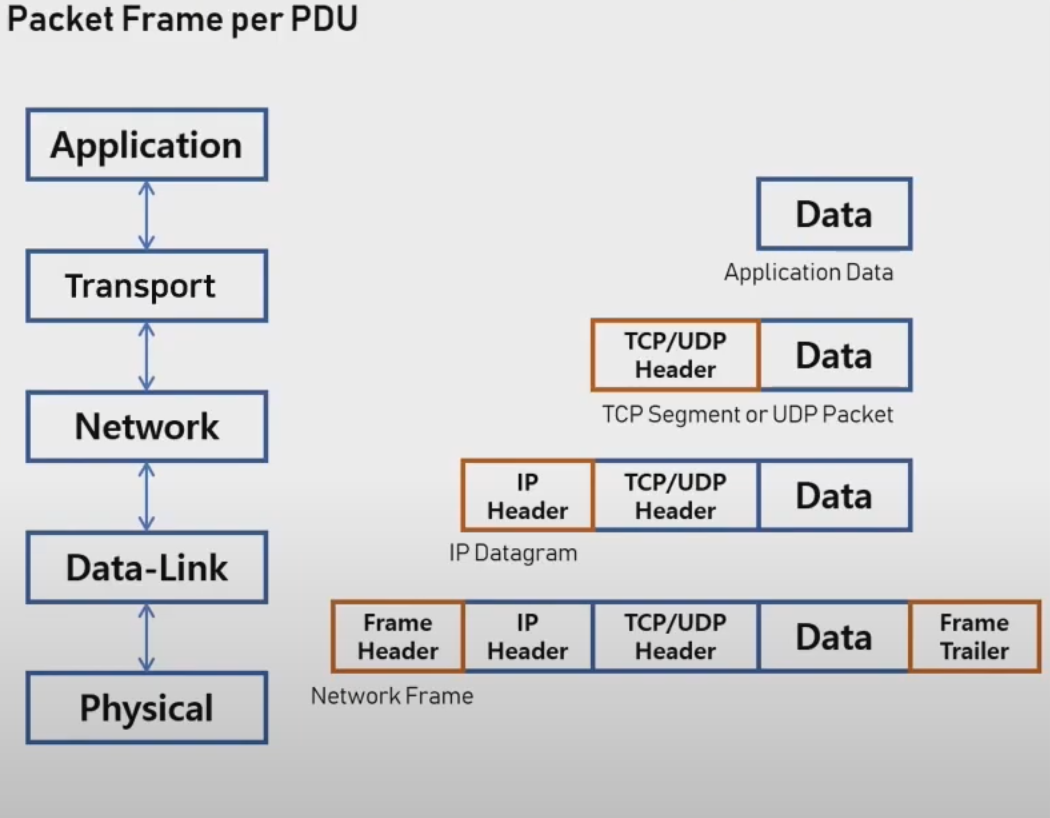 Packet Frame per PDU
Application
Transport
Network
Data-Link
Physical
Data
Application Data
TCP/UDP
Header
Data
TCP Segment or UDP Packet
IP
Header
TCP/UDP
Header
Data
IP Datagram
Frame
Header
IP
Header
TCP/UDP
Header
Data
Frame
Trailer
Network Frame